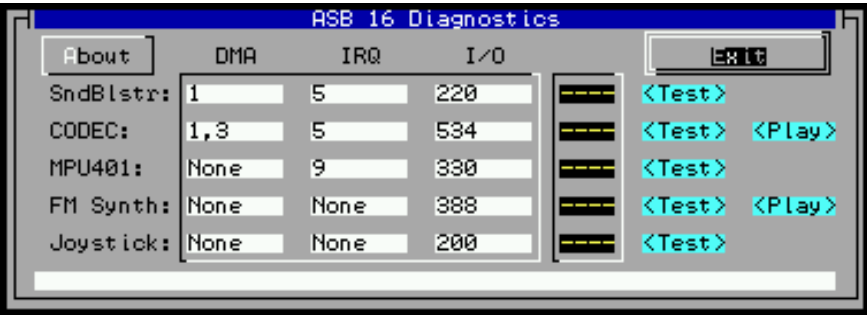 ASB 16 Diagnostics
About DMA IRQ I/O Exit
SndBlstr: 1 5 220 ---- <Test>
CODEC: 1,3 5 534 ---- <Test> <Play>
MPU401: None 9 330 ---- <Test>
FM Synth: None None 388 ---- <Test> <Play>
Joystick: None None 200 ---- <Test>